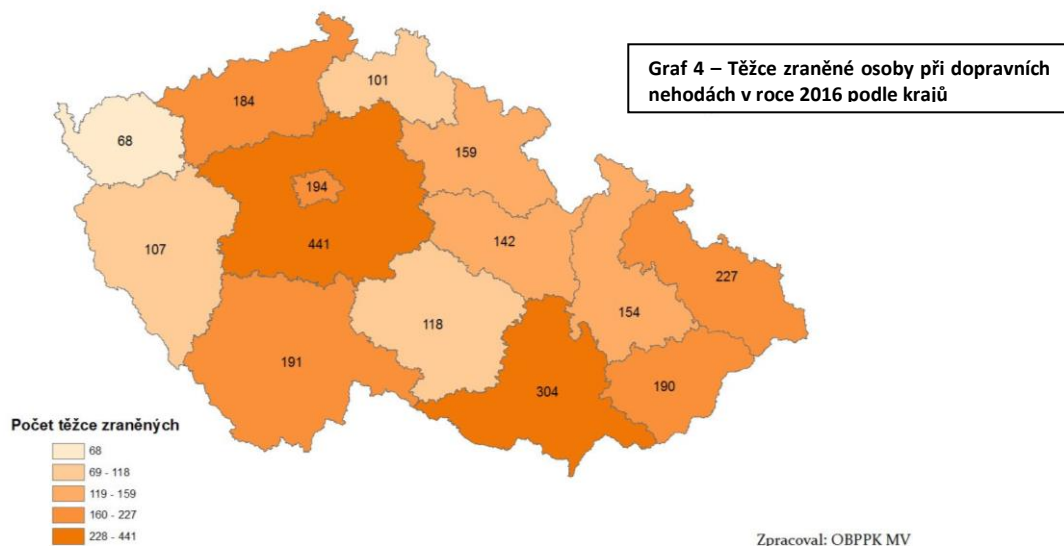 Graf 4 – Těžce zraněné osoby při dopravních
nehodách v roce 2016 podle krajů
101
184
68
159
194
107
441
142
227
154
118
191
304
190
Počet těžce zraněných
68
69 - 118
119 - 159
160 - 227
228 - 441
Zpracoval: OBPPK MV